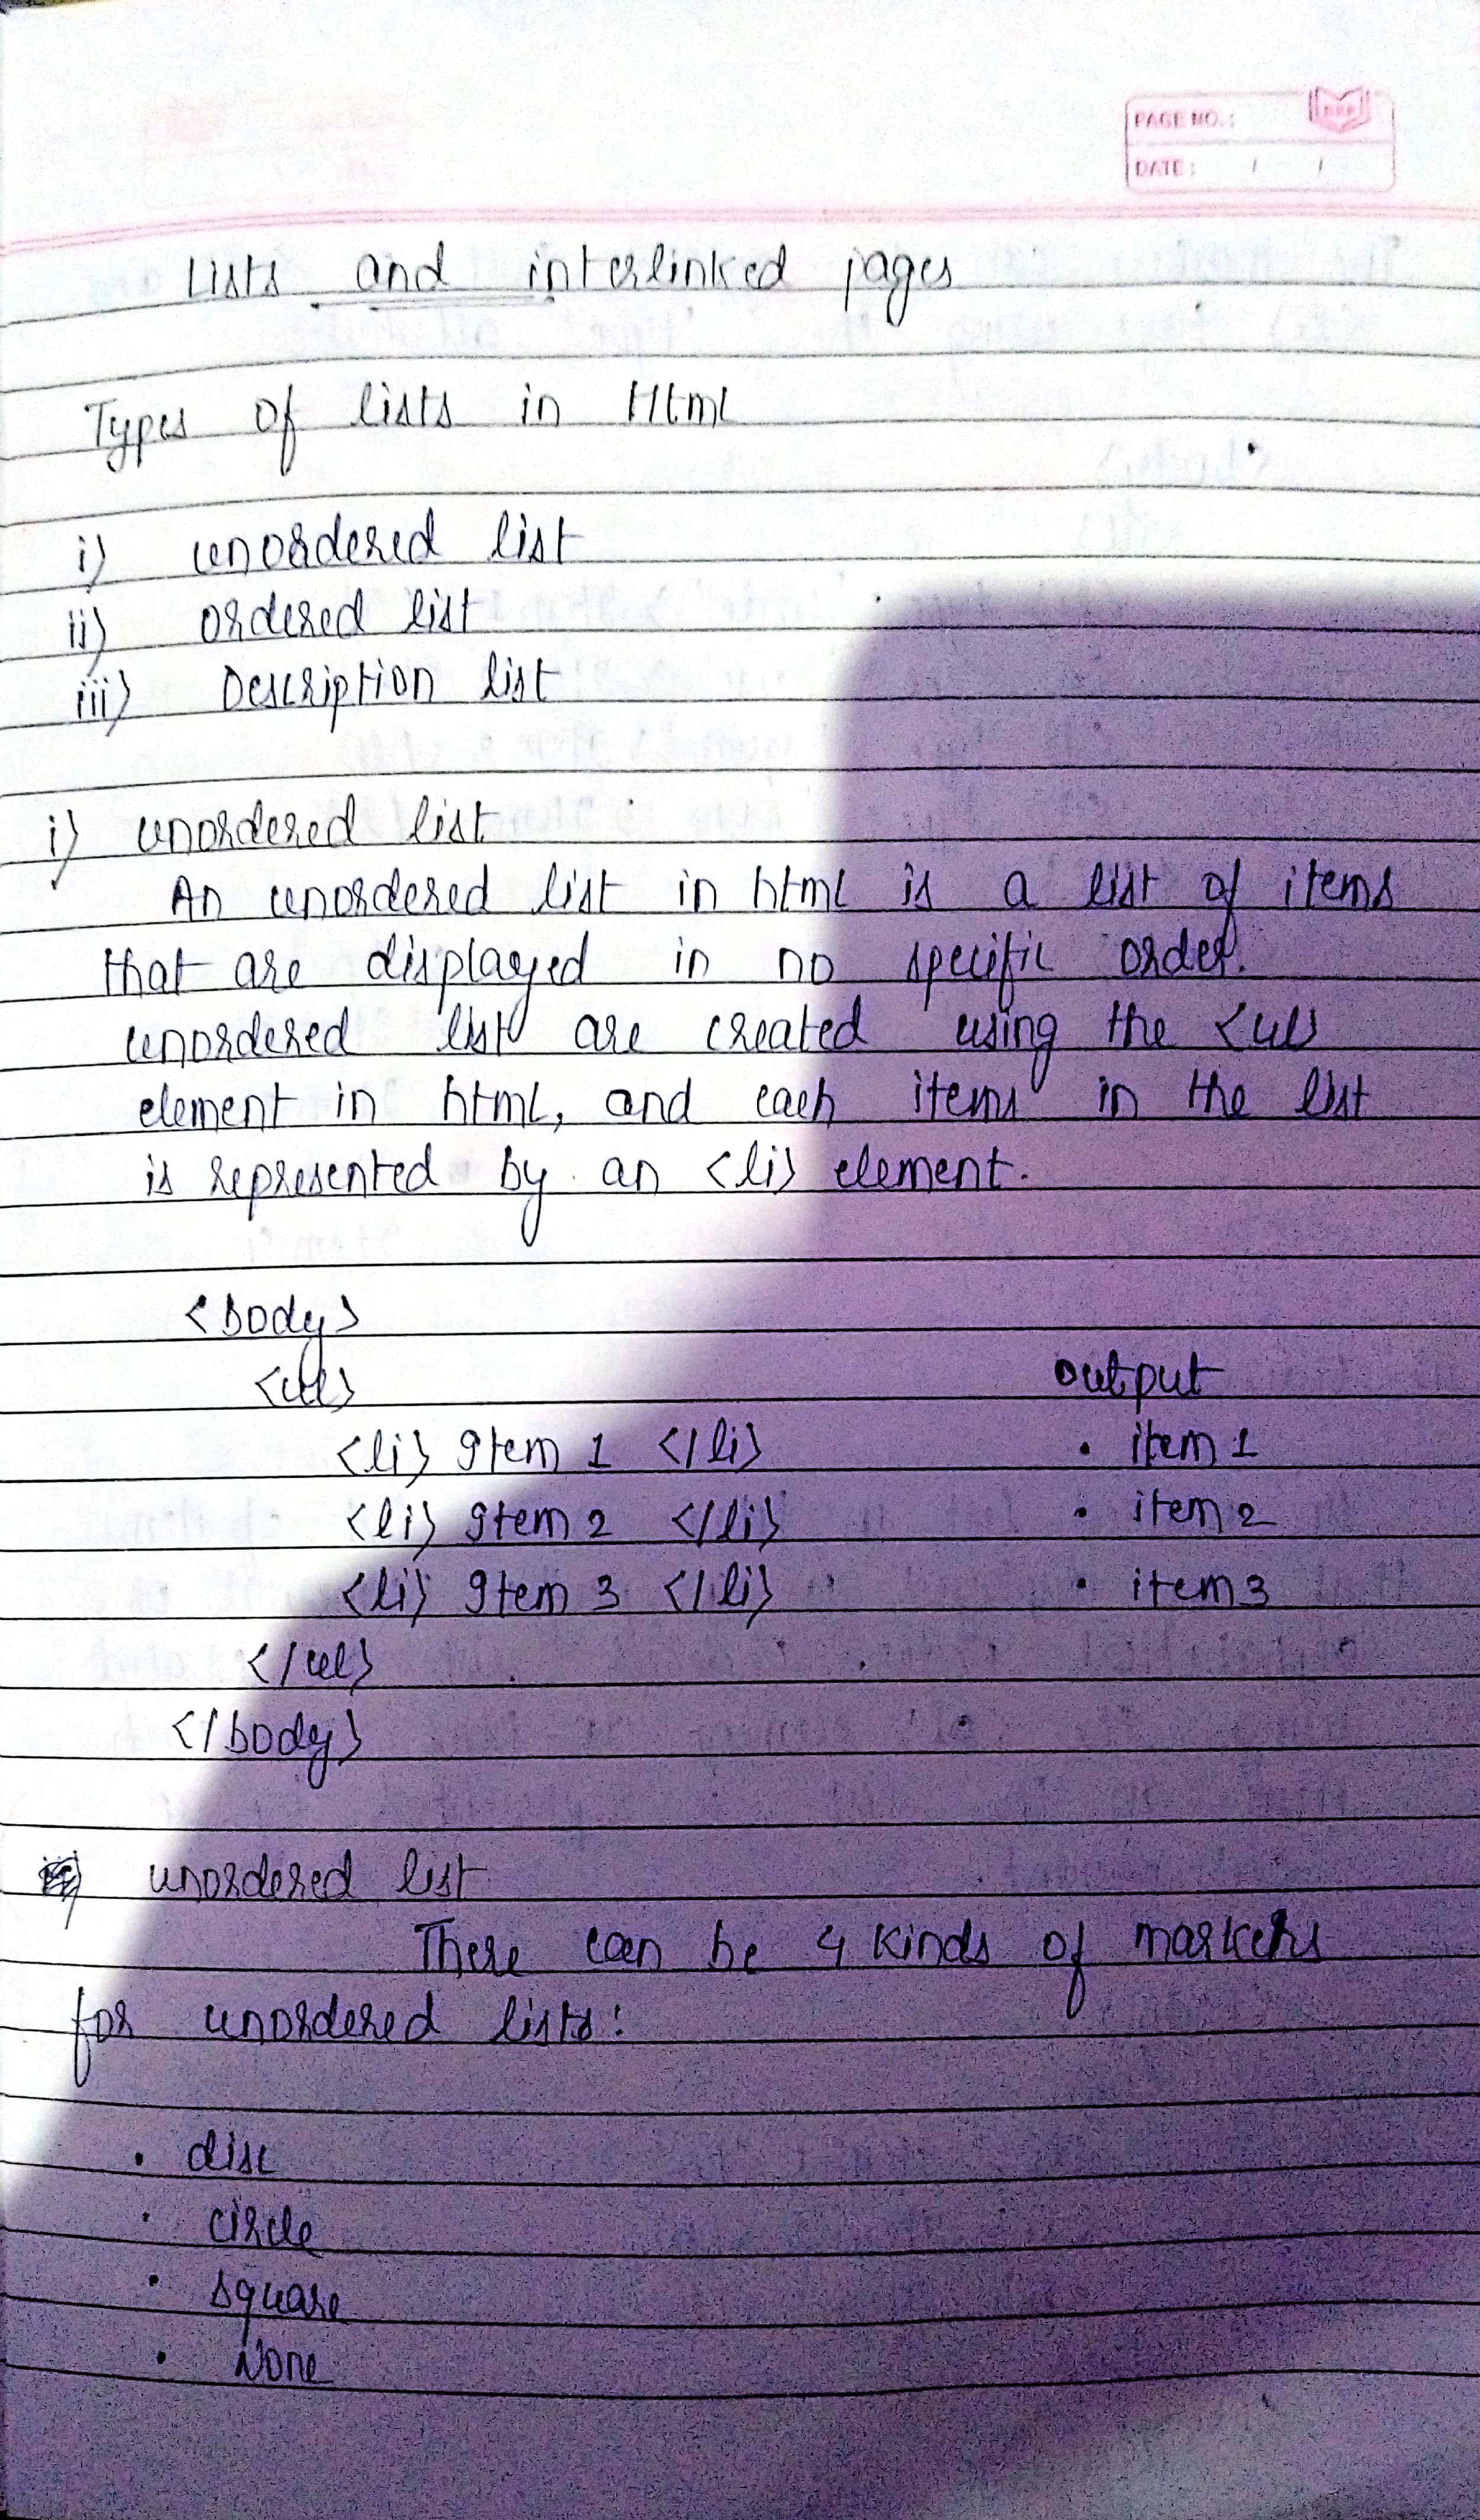 PAGE NO.:
DATE: / /
Lists and interlinked pages
Types of lists in Html
i) unordered list
ii) ordered list
iii) Description list
i) unordered list
An unordered list in html is a list of items
that are displayed in no specific order.
unordered list are created using the <ul>
element in html, and each items in the list
is represented by an <li> element.
<body>
<ul> output
<li> Item 1 </li> • item 1
<li> Item 2 </li> • item 2
<li> Item 3 </li> • item 3
</ul>
</body>
unordered list
There can be 4 kinds of markers
for unordered lists:
• disc
• circle
• square
• None